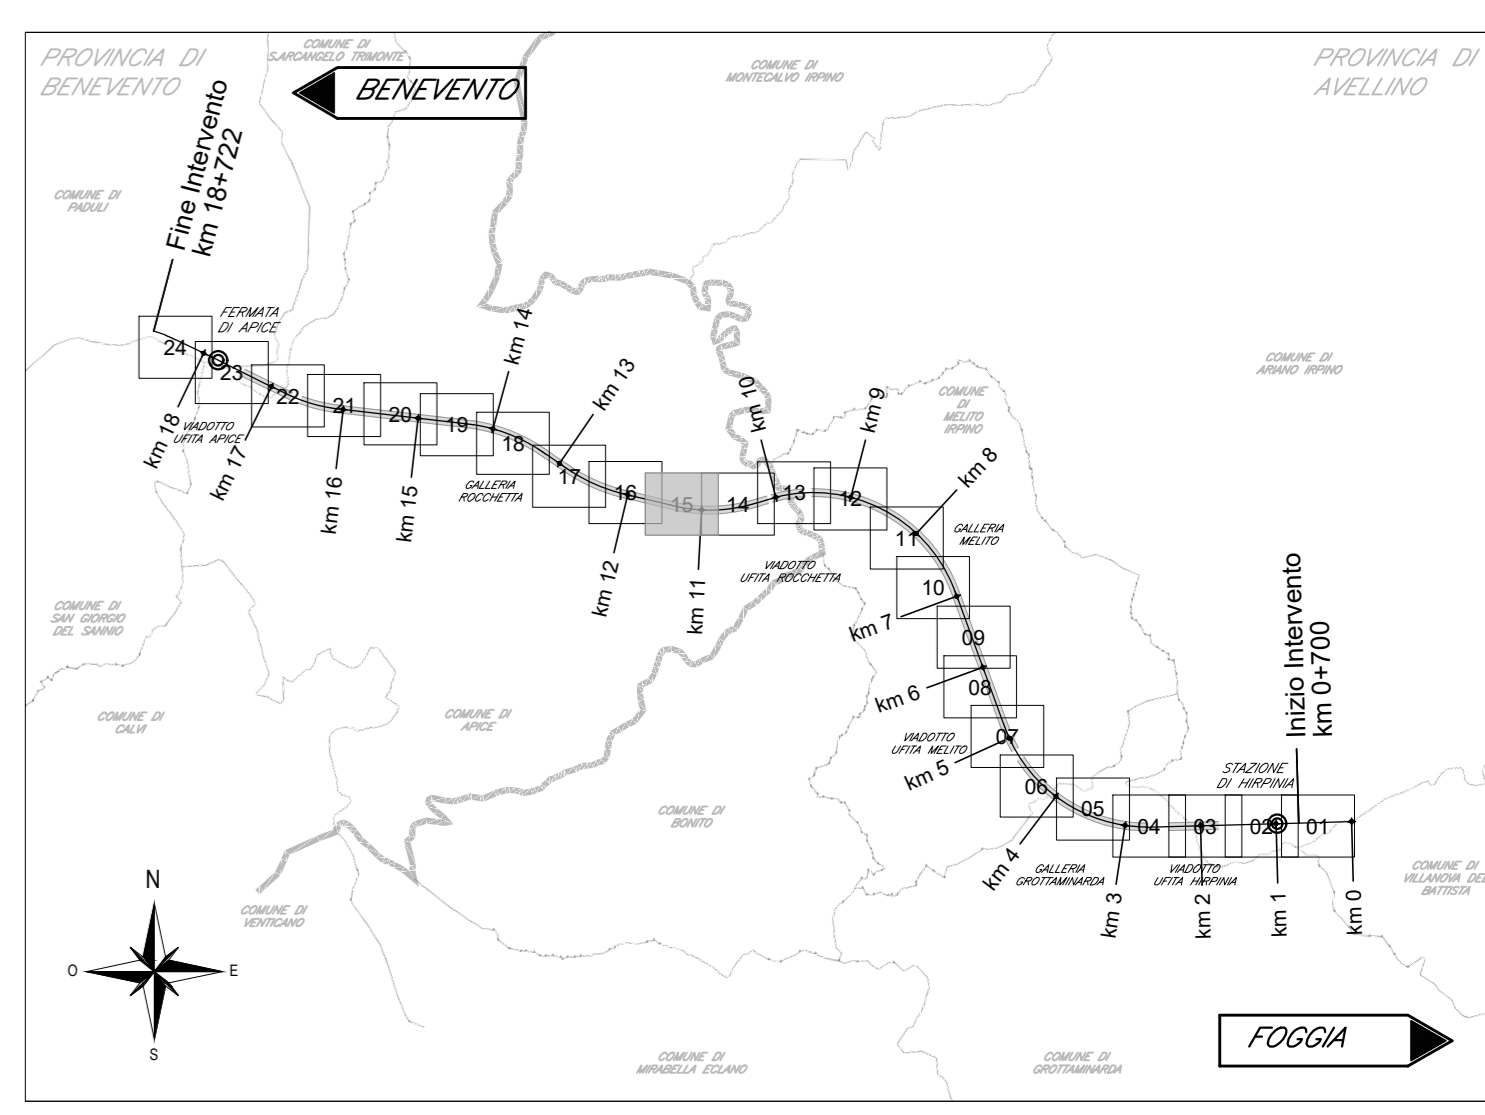 PROVINCIA DI
BENEVENTO
COMUNE DI
S.ARCANGELO TRIMONTE
BENEVENTO
COMUNE DI
MONTECALVO IRPINO
PROVINCIA DI
AVELLINO
Fine Intervento
km 18+722
COMUNE DI
PADULI
FERMATA
DI APICE
24
23
22
21
20
19
18
17
16
15
14
13
12
11
10
09
08
07
06
05
04
03
02
01
km 18
km 17
km 16
km 15
km 14
km 13
km 12
km 11
km 10
km 9
km 8
km 7
km 6
km 5
km 4
km 3
km 2
km 1
km 0
VIADOTTO
UFITA APICE
GALLERIA
ROCCHETTA
VIADOTTO
UFITA ROCCHETTA
GALLERIA
MELITO
COMUNE
DI
MELITO
IRPINO
COMUNE DI
ARIANO IRPINO
COMUNE DI
SAN GIORGIO
DEL SANNIO
COMUNE DI
CALVI
COMUNE DI
APICE
VIADOTTO
UFITA MELITO
Inizio Intervento
km 0+700
STAZIONE
DI HIRPINIA
COMUNE DI
BONITO
GALLERIA
GROTTAMINARDA
VIADOTTO
UFITA HIRPINIA
COMUNE DI
VILLANOVA DEL
BATTISTA
COMUNE DI
VENTICANO
N
O
E
S
COMUNE DI
MIRABELLA ECLANO
COMUNE DI
GROTTAMINARDA
FOGGIA